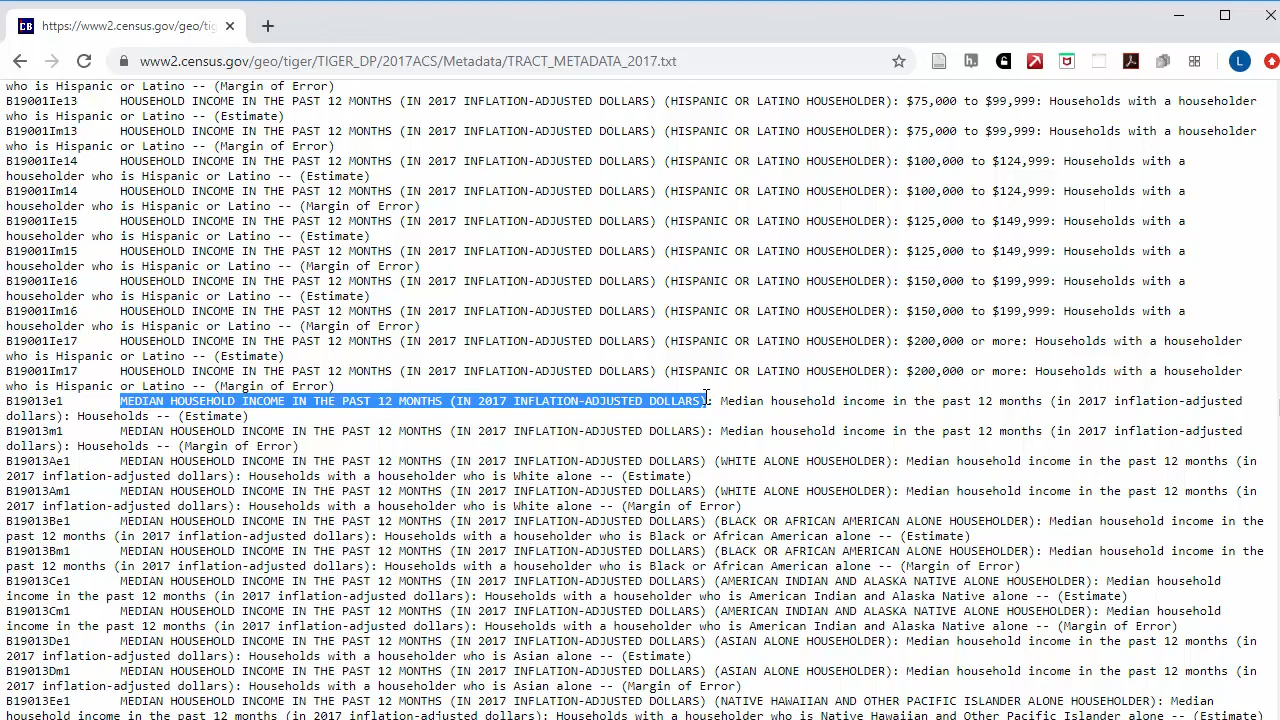 CB https://www2.census.gov/geo/tig
https://www2.census.gov/geo/tiger/TIGER_DP/2017ACS/Metadata/TRACT_METADATA_2017.txt L
who is Hispanic or Latino -- (Margin of Error)
B19001Ie13 HOUSEHOLD INCOME IN THE PAST 12 MONTHS (IN 2017 INFLATION-ADJUSTED DOLLARS) (HISPANIC OR LATINO HOUSEHOLDER): $75,000 to $99,999: Households with a householder
who is Hispanic or Latino -- (Estimate)
B19001Im13 HOUSEHOLD INCOME IN THE PAST 12 MONTHS (IN 2017 INFLATION-ADJUSTED DOLLARS) (HISPANIC OR LATINO HOUSEHOLDER): $75,000 to $99,999: Households with a householder
who is Hispanic or Latino -- (Margin of Error)
B19001Ie14 HOUSEHOLD INCOME IN THE PAST 12 MONTHS (IN 2017 INFLATION-ADJUSTED DOLLARS) (HISPANIC OR LATINO HOUSEHOLDER): $100,000 to $124,999: Households with a
householder who is Hispanic or Latino -- (Estimate)
B19001Im14 HOUSEHOLD INCOME IN THE PAST 12 MONTHS (IN 2017 INFLATION-ADJUSTED DOLLARS) (HISPANIC OR LATINO HOUSEHOLDER): $100,000 to $124,999: Households with a
householder who is Hispanic or Latino -- (Margin of Error)
B19001Ie15 HOUSEHOLD INCOME IN THE PAST 12 MONTHS (IN 2017 INFLATION-ADJUSTED DOLLARS) (HISPANIC OR LATINO HOUSEHOLDER): $125,000 to $149,999: Households with a
householder who is Hispanic or Latino -- (Estimate)
B19001Im15 HOUSEHOLD INCOME IN THE PAST 12 MONTHS (IN 2017 INFLATION-ADJUSTED DOLLARS) (HISPANIC OR LATINO HOUSEHOLDER): $125,000 to $149,999: Households with a
householder who is Hispanic or Latino -- (Margin of Error)
B19001Ie16 HOUSEHOLD INCOME IN THE PAST 12 MONTHS (IN 2017 INFLATION-ADJUSTED DOLLARS) (HISPANIC OR LATINO HOUSEHOLDER): $150,000 to $199,999: Households with a
householder who is Hispanic or Latino -- (Estimate)
B19001Im16 HOUSEHOLD INCOME IN THE PAST 12 MONTHS (IN 2017 INFLATION-ADJUSTED DOLLARS) (HISPANIC OR LATINO HOUSEHOLDER): $150,000 to $199,999: Households with a
householder who is Hispanic or Latino -- (Margin of Error)
B19001Ie17 HOUSEHOLD INCOME IN THE PAST 12 MONTHS (IN 2017 INFLATION-ADJUSTED DOLLARS) (HISPANIC OR LATINO HOUSEHOLDER): $200,000 or more: Households with a householder
who is Hispanic or Latino -- (Estimate)
B19001Im17 HOUSEHOLD INCOME IN THE PAST 12 MONTHS (IN 2017 INFLATION-ADJUSTED DOLLARS) (HISPANIC OR LATINO HOUSEHOLDER): $200,000 or more: Households with a householder
who is Hispanic or Latino -- (Margin of Error)
B19013e1 MEDIAN HOUSEHOLD INCOME IN THE PAST 12 MONTHS (IN 2017 INFLATION-ADJUSTED DOLLARS): Median household income in the past 12 months (in 2017 inflation-adjusted
dollars): Households -- (Estimate)
B19013m1 MEDIAN HOUSEHOLD INCOME IN THE PAST 12 MONTHS (IN 2017 INFLATION-ADJUSTED DOLLARS): Median household income in the past 12 months (in 2017 inflation-adjusted
dollars): Households -- (Margin of Error)
B19013Ae1 MEDIAN HOUSEHOLD INCOME IN THE PAST 12 MONTHS (IN 2017 INFLATION-ADJUSTED DOLLARS) (WHITE ALONE HOUSEHOLDER): Median household income in the past 12 months (in
2017 inflation-adjusted dollars): Households with a householder who is White alone -- (Estimate)
B19013Am1 MEDIAN HOUSEHOLD INCOME IN THE PAST 12 MONTHS (IN 2017 INFLATION-ADJUSTED DOLLARS) (WHITE ALONE HOUSEHOLDER): Median household income in the past 12 months (in
2017 inflation-adjusted dollars): Households with a householder who is White alone -- (Margin of Error)
B19013Be1 MEDIAN HOUSEHOLD INCOME IN THE PAST 12 MONTHS (IN 2017 INFLATION-ADJUSTED DOLLARS) (BLACK OR AFRICAN AMERICAN ALONE HOUSEHOLDER): Median household income in the
past 12 months (in 2017 inflation-adjusted dollars): Households with a householder who is Black or African American alone -- (Estimate)
B19013Bm1 MEDIAN HOUSEHOLD INCOME IN THE PAST 12 MONTHS (IN 2017 INFLATION-ADJUSTED DOLLARS) (BLACK OR AFRICAN AMERICAN ALONE HOUSEHOLDER): Median household income in the
past 12 months (in 2017 inflation-adjusted dollars): Households with a householder who is Black or African American alone -- (Margin of Error)
B19013Ce1 MEDIAN HOUSEHOLD INCOME IN THE PAST 12 MONTHS (IN 2017 INFLATION-ADJUSTED DOLLARS) (AMERICAN INDIAN AND ALASKA NATIVE ALONE HOUSEHOLDER): Median household
income in the past 12 months (in 2017 inflation-adjusted dollars): Households with a householder who is American Indian and Alaska Native alone -- (Estimate)
B19013Cm1 MEDIAN HOUSEHOLD INCOME IN THE PAST 12 MONTHS (IN 2017 INFLATION-ADJUSTED DOLLARS) (AMERICAN INDIAN AND ALASKA NATIVE ALONE HOUSEHOLDER): Median household
income in the past 12 months (in 2017 inflation-adjusted dollars): Households with a householder who is American Indian and Alaska Native alone -- (Margin of Error)
B19013De1 MEDIAN HOUSEHOLD INCOME IN THE PAST 12 MONTHS (IN 2017 INFLATION-ADJUSTED DOLLARS) (ASIAN ALONE HOUSEHOLDER): Median household income in the past 12 months (in
2017 inflation-adjusted dollars): Households with a householder who is Asian alone -- (Estimate)
B19013Dm1 MEDIAN HOUSEHOLD INCOME IN THE PAST 12 MONTHS (IN 2017 INFLATION-ADJUSTED DOLLARS) (ASIAN ALONE HOUSEHOLDER): Median household income in the past 12 months (in
2017 inflation-adjusted dollars): Households with a householder who is Asian alone -- (Margin of Error)
B19013Ee1 MEDIAN HOUSEHOLD INCOME IN THE PAST 12 MONTHS (IN 2017 INFLATION-ADJUSTED DOLLARS) (NATIVE HAWAIIAN AND OTHER PACIFIC ISLANDER ALONE HOUSEHOLDER): Median
household income in the past 12 months (in 2017 inflation-adjusted dollars): Households with a householder who is Native Hawaiian and Other Pacific Islander alone -- (Estimate)